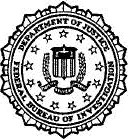 DEPARTMENT OF JUSTICE
FEDERAL BUREAU OF INVESTIGATION